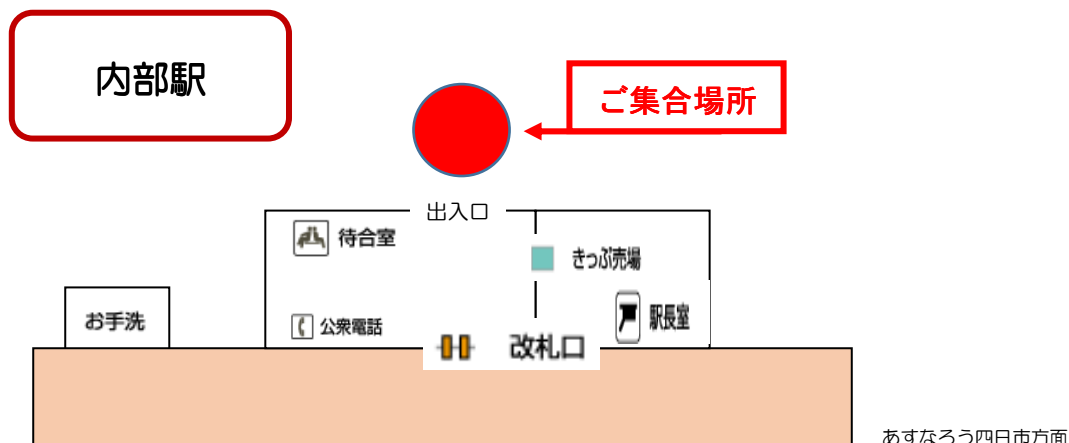 内部駅
ご集合場所
出入口
待合室
きっぷ売場
お手洗
公衆電話
駅長室
改札口
あすなろう四日市方面